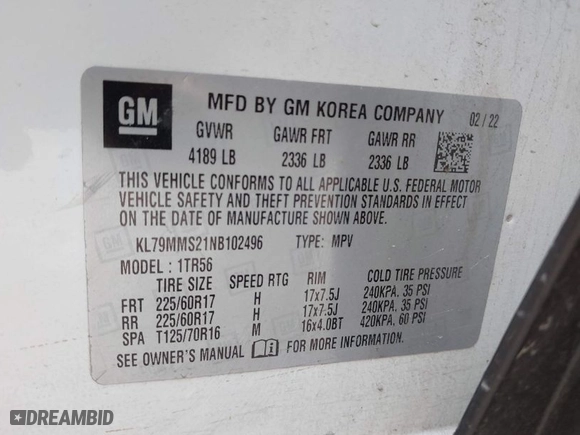 GM
MFD BY GM KOREA COMPANY 02 / 22
GVWR GAWR FRT GAWR RR
4189 LB 2336 LB 2336 LB
THIS VEHICLE CONFORMS TO ALL APPLICABLE U.S. FEDERAL MOTOR
VEHICLE SAFETY AND THEFT PREVENTION STANDARDS IN EFFECT
ON THE DATE OF MANUFACTURE SHOWN ABOVE.
KL79MMS21NB102496 TYPE: MPV
MODEL : 1TR56
TIRE SIZE SPEED RTG RIM COLD TIRE PRESSURE
FRT 225/60R17 H 17x7.5J 240KPA, 35 PSI
RR 225/60R17 H 17x7.5J 240KPA, 35 PSI
SPA T125/70R16 M 16x4.0BT 420KPA, 60 PSI
SEE OWNER'S MANUAL FOR MORE INFORMATION
DREAMBID